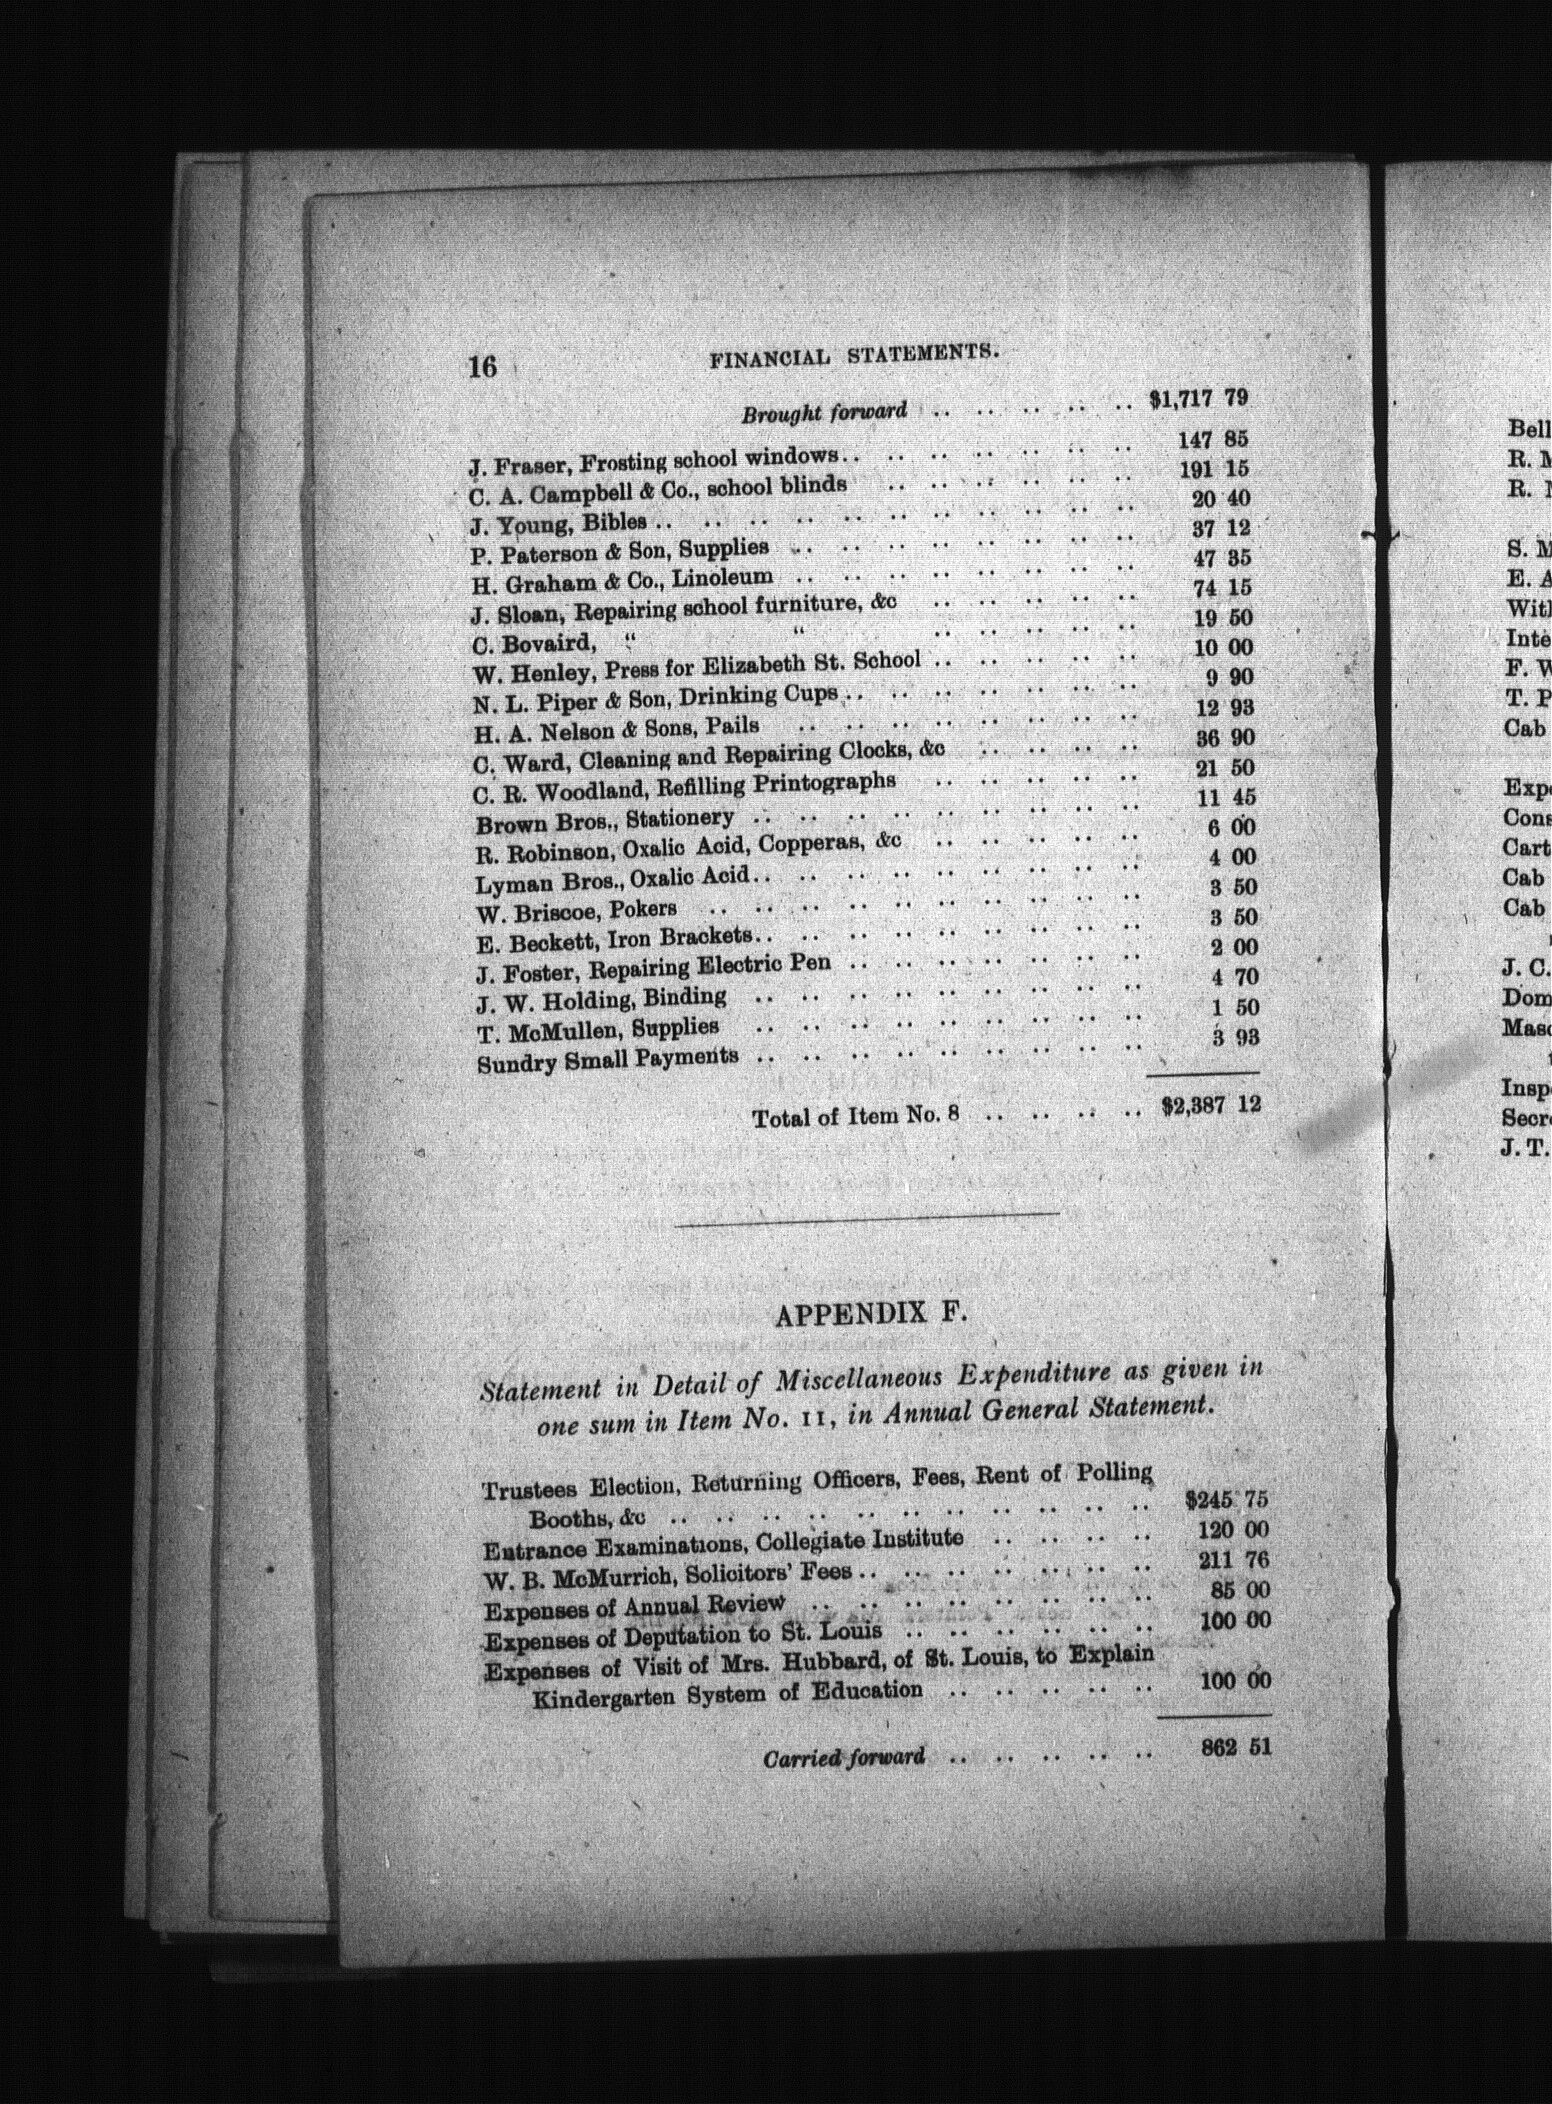 16 FINANCIAL STATEMENTS.
Brought forward .. .. .. .. .. $1,717 79
J. Fraser, Frosting school windows.. .. .. .. .. .. .. 147 85
C. A. Campbell & Co., school blinds .. .. .. .. .. .. 191 15
J. Young, Bibles .. .. .. .. .. .. .. .. .. .. .. 20 40
P. Paterson & Son, Supplies .. .. .. .. .. .. .. .. 37 12
H. Graham & Co., Linoleum .. .. .. .. .. .. .. .. 47 35
J. Sloan, Repairing school furniture, &c .. .. .. .. .. 74 15
C. Bovaird, “ “ .. .. .. .. .. 19 50
W. Henley, Press for Elizabeth St. School .. .. .. .. .. 10 00
N. L. Piper & Son, Drinking Cups .. .. .. .. .. .. .. 9 90
H. A. Nelson & Sons, Pails .. .. .. .. .. .. .. .. 12 93
C. Ward, Cleaning and Repairing Clocks, &c .. .. .. .. 36 90
C. R. Woodland, Refilling Printographs .. .. .. .. .. 21 50
Brown Bros., Stationery .. .. .. .. .. .. .. .. .. 11 45
R. Robinson, Oxalic Acid, Copperas, &c .. .. .. .. .. 6 00
Lyman Bros., Oxalic Acid.. .. .. .. .. .. .. .. .. 4 00
W. Briscoe, Pokers .. .. .. .. .. .. .. .. .. .. 3 50
E. Beckett, Iron Brackets.. .. .. .. .. .. .. .. .. 3 50
J. Foster, Repairing Electric Pen .. .. .. .. .. .. .. 2 00
J. W. Holding, Binding .. .. .. .. .. .. .. .. .. 4 70
T. McMullen, Supplies .. .. .. .. .. .. .. .. .. 1 50
Sundry Small Payments .. .. .. .. .. .. .. .. .. 3 93
Total of Item No. 8 .. .. .. .. $2,387 12
APPENDIX F.
Statement in Detail of Miscellaneous Expenditure as given in
one sum in Item No. 11, in Annual General Statement.
Trustees Election, Returning Officers, Fees, Rent of Polling
Booths, &c .. .. .. .. .. .. .. .. .. .. .. $245 75
Entrance Examinations, Collegiate Institute .. .. .. .. 120 00
W. B. McMurrich, Solicitors' Fees .. .. .. .. .. .. .. 211 76
Expenses of Annual Review .. .. .. .. .. .. .. .. 85 00
Expenses of Deputation to St. Louis .. .. .. .. .. .. 100 00
Expenses of Visit of Mrs. Hubbard, of St. Louis, to Explain
Kindergarten System of Education .. .. .. .. .. 100 00
Carried forward .. .. .. .. .. 862 51
Bell
R.
R.
S.
E.
F.
T.
Cab
Cab
Cab
J. C.
J. T.